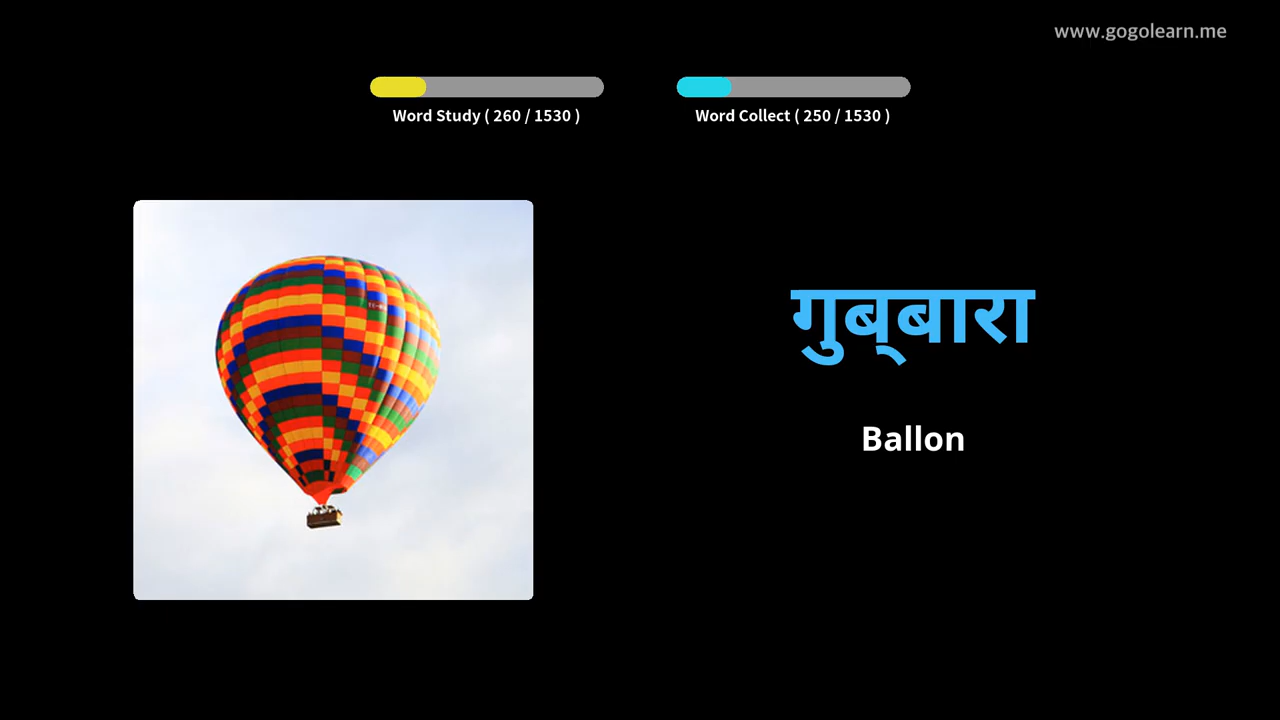 www.gogolearn.me
Word Study ( 260 / 1530 )
Word Collect ( 250 / 1530 )
गुब्‌बारा
Ballon